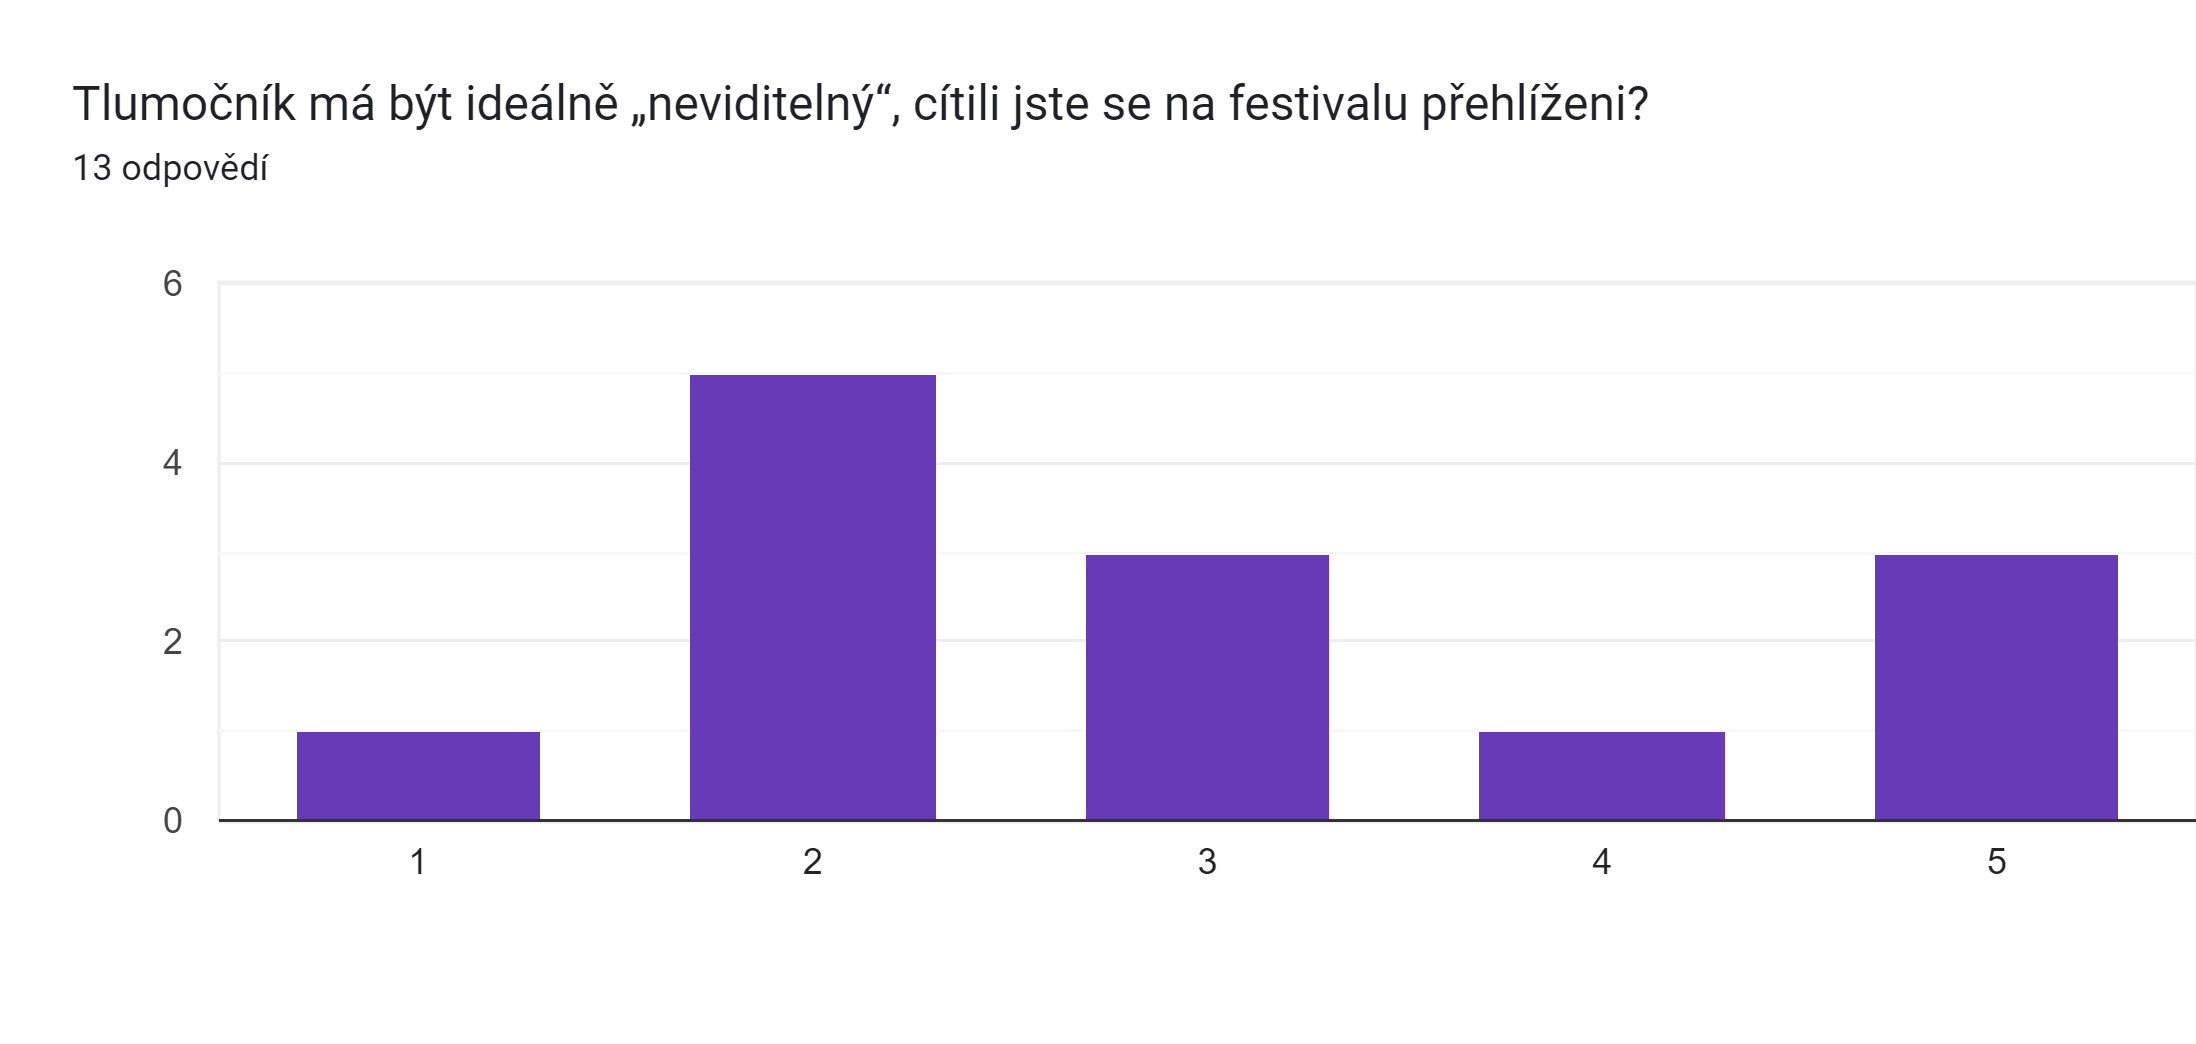 Tlumočník má být ideálně „neviditelný“, cítili jste se na festivalu přehlíženi?
13 odpovědí
6
4
2
0
1 2 3 4 5